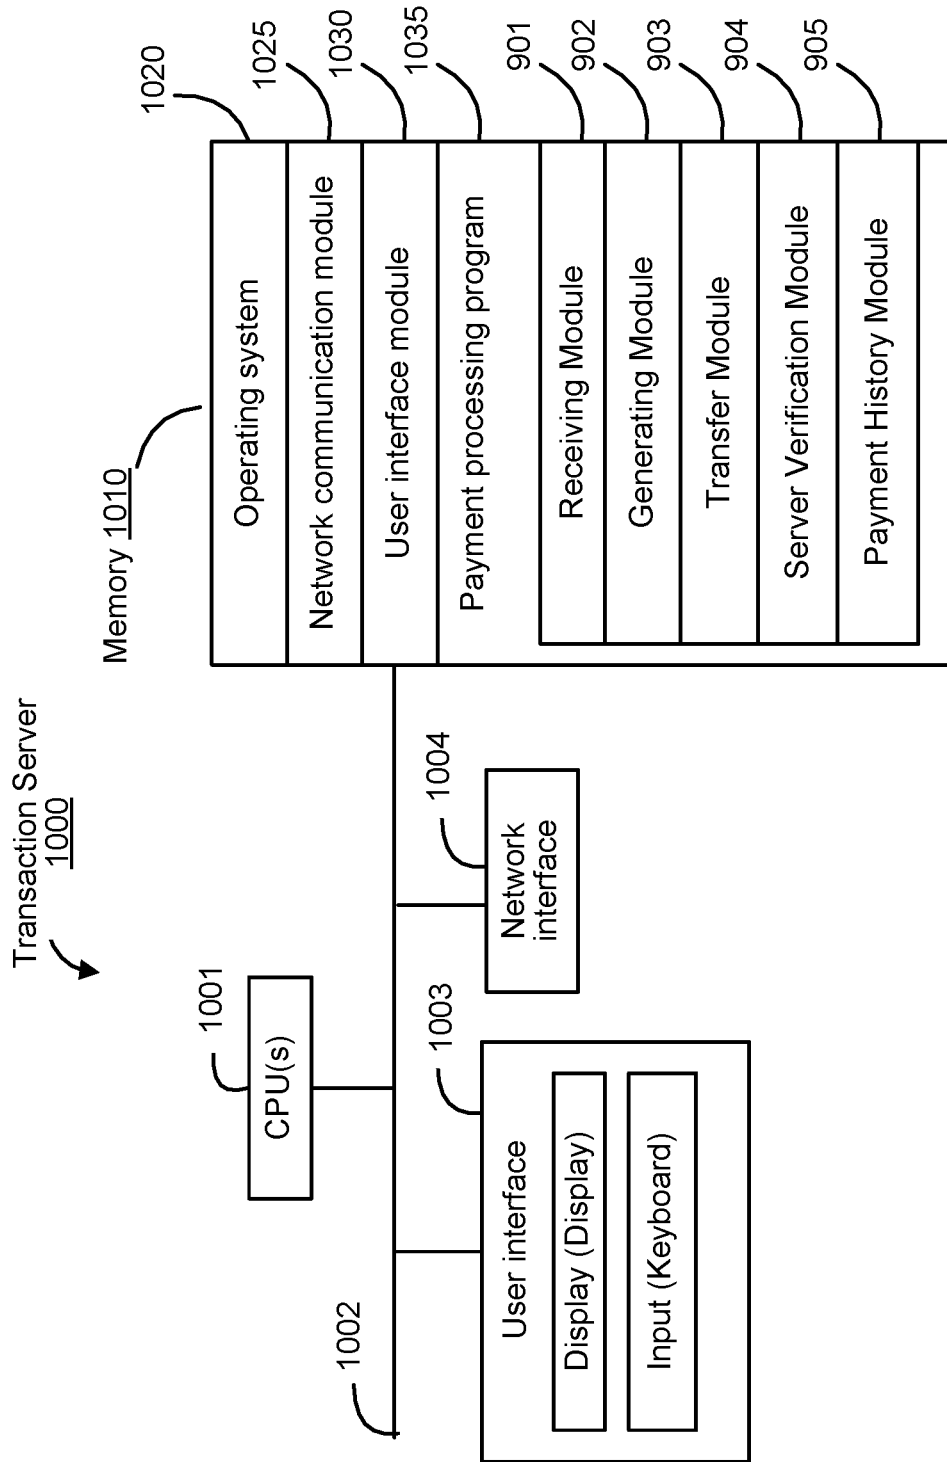 Transaction Server
1000
Memory 1010
1020
Operating system
1025
Network communication module
1030
User interface module
1035
Payment processing program
901
Receiving Module
902
Generating Module
903
Transfer Module
904
Server Verification Module
905
Payment History Module
1001
CPU(s)
1002
1003
User interface
Display (Display)
Input (Keyboard)
1004
Network
interface